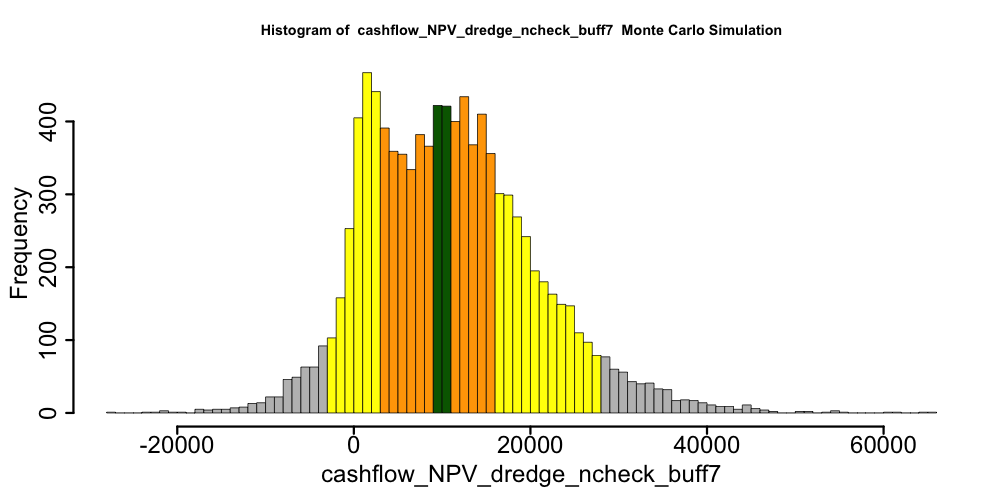 Histogram of  cashflow_NPV_dredge_ncheck_buff7  Monte Carlo Simulation
Frequency
400
300
200
100
0
-20000 0 20000 40000 60000
cashflow_NPV_dredge_ncheck_buff7